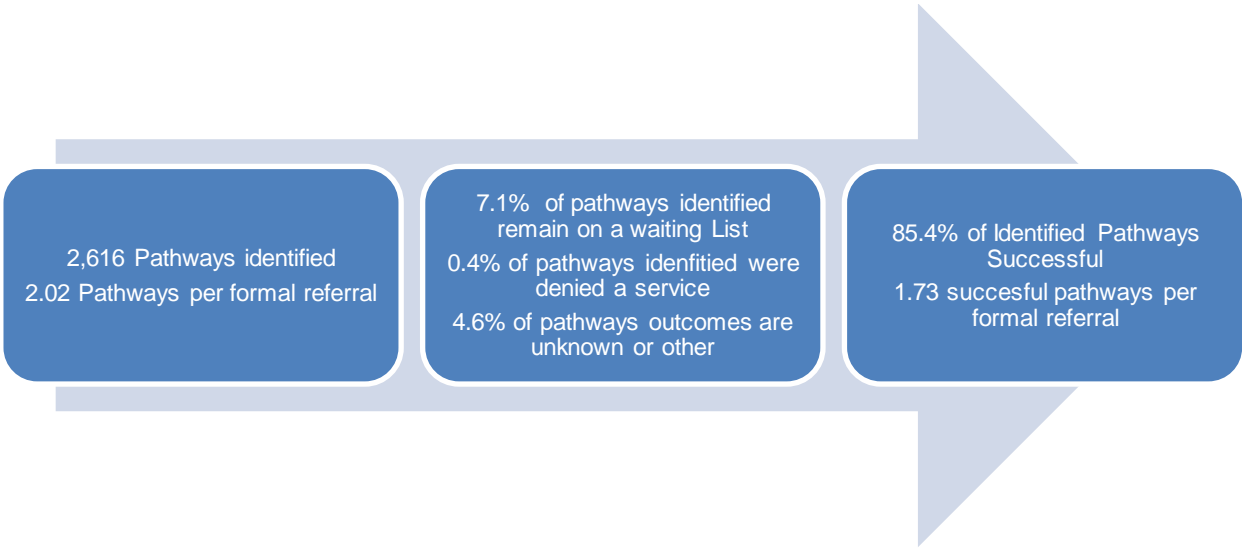 2,616 Pathways identified
2.02 Pathways per formal referral
7.1% of pathways identified
remain on a waiting List
0.4% of pathways idenfitied were
denied a service
4.6% of pathways outcomes are
unknown or other
85.4% of Identified Pathways
Successful
1.73 succesful pathways per
formal referral